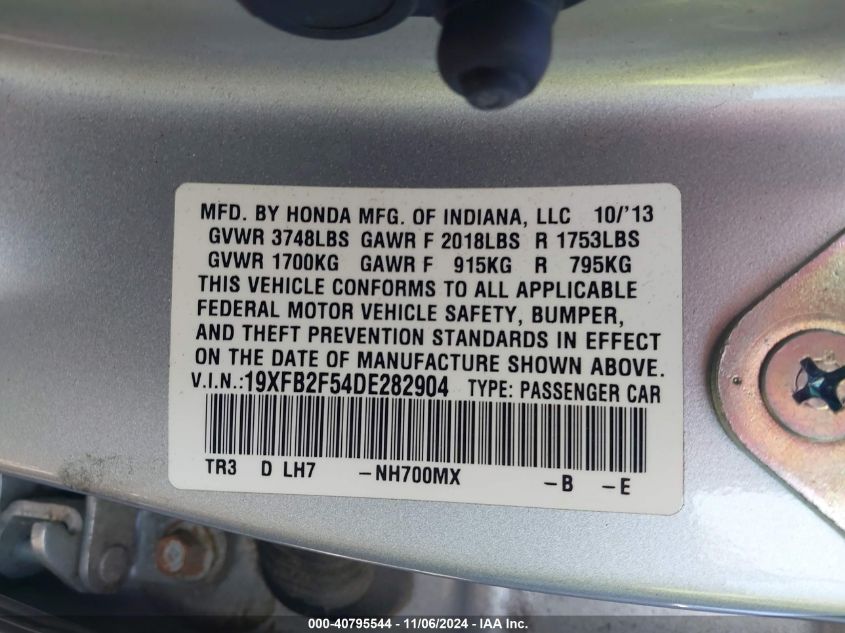 MFD. BY HONDA MFG. OF INDIANA, LLC 10/'13
GVWR 3748LBS GAWR F 2018LBS R 1753LBS
GVWR 1700KG GAWR F 915KG R 795KG
THIS VEHICLE CONFORMS TO ALL APPLICABLE
FEDERAL MOTOR VEHICLE SAFETY, BUMPER,
AND THEFT PREVENTION STANDARDS IN EFFECT
ON THE DATE OF MANUFACTURE SHOWN ABOVE.
V.I.N.:19XFB2F54DE282904 TYPE: PASSENGER CAR
TR3 D LH7 -NH700MX -B -E
000-40795544 - 11/06/2024 - IAA Inc.